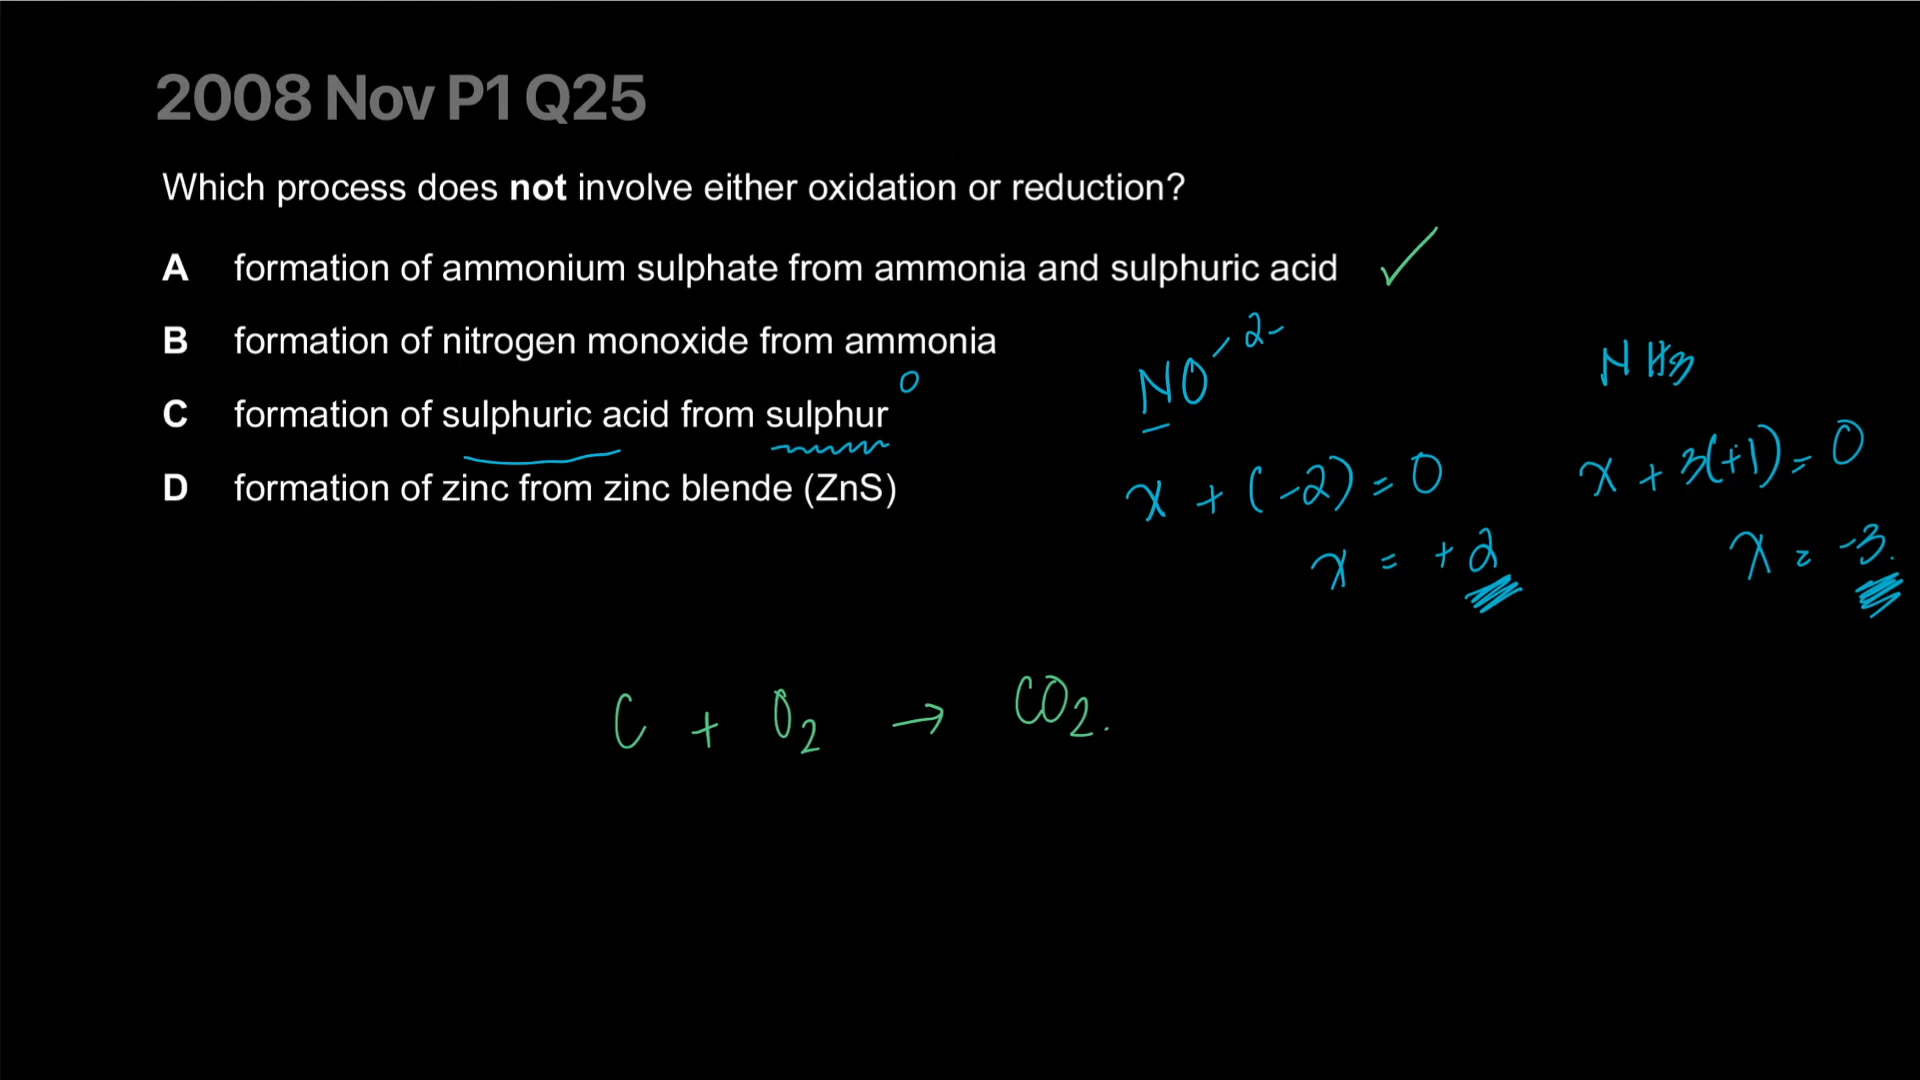 2008 Nov P1 Q25
Which process does not involve either oxidation or reduction?
A formation of ammonium sulphate from ammonia and sulphuric acid ✓
B formation of nitrogen monoxide from ammonia
C formation of sulphuric acid from sulphur
0
D formation of zinc from zinc blende (ZnS)
NO 2-
x + (-2) = 0
x = +2
NH3
x + 3(+1) = 0
x = -3.
C + O2 → CO2.